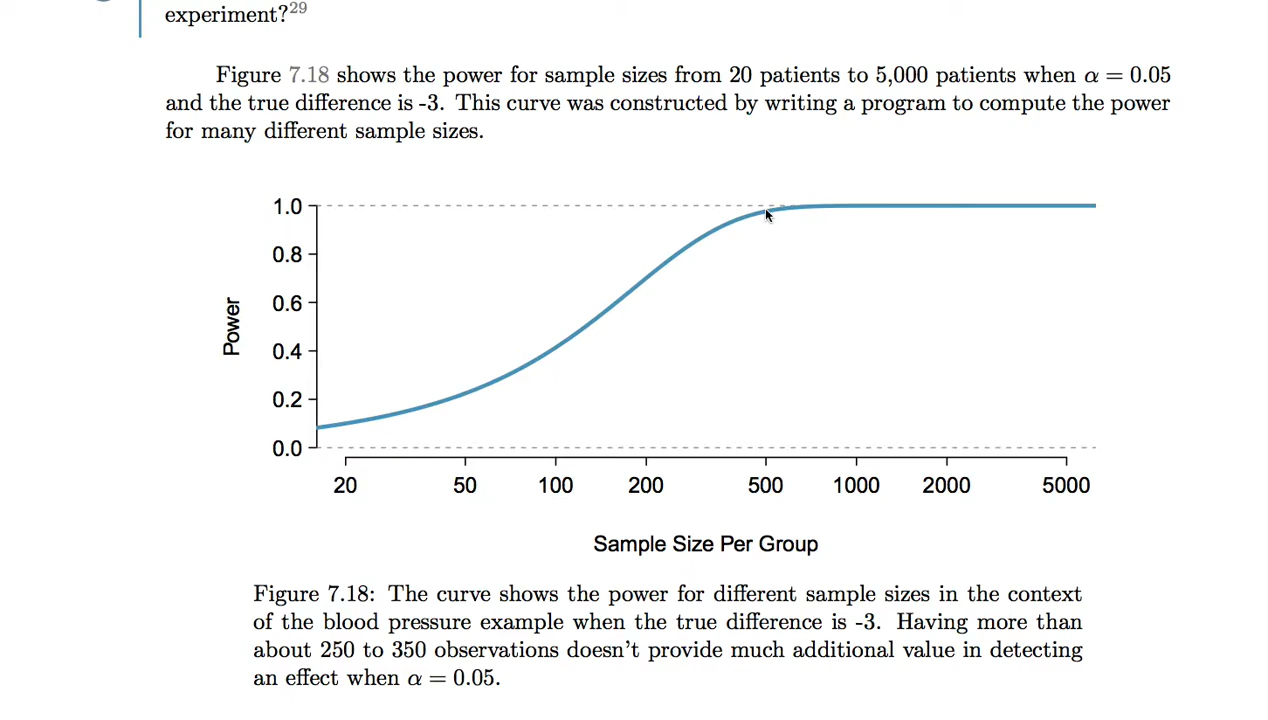 experiment?29
Figure 7.18 shows the power for sample sizes from 20 patients to 5,000 patients when α = 0.05
and the true difference is -3. This curve was constructed by writing a program to compute the power
for many different sample sizes.
1.0
0.8
0.6
0.4
0.2
0.0
Power
20 50 100 200 500 1000 2000 5000
Sample Size Per Group
Figure 7.18: The curve shows the power for different sample sizes in the context
of the blood pressure example when the true difference is -3. Having more than
about 250 to 350 observations doesn't provide much additional value in detecting
an effect when α = 0.05.